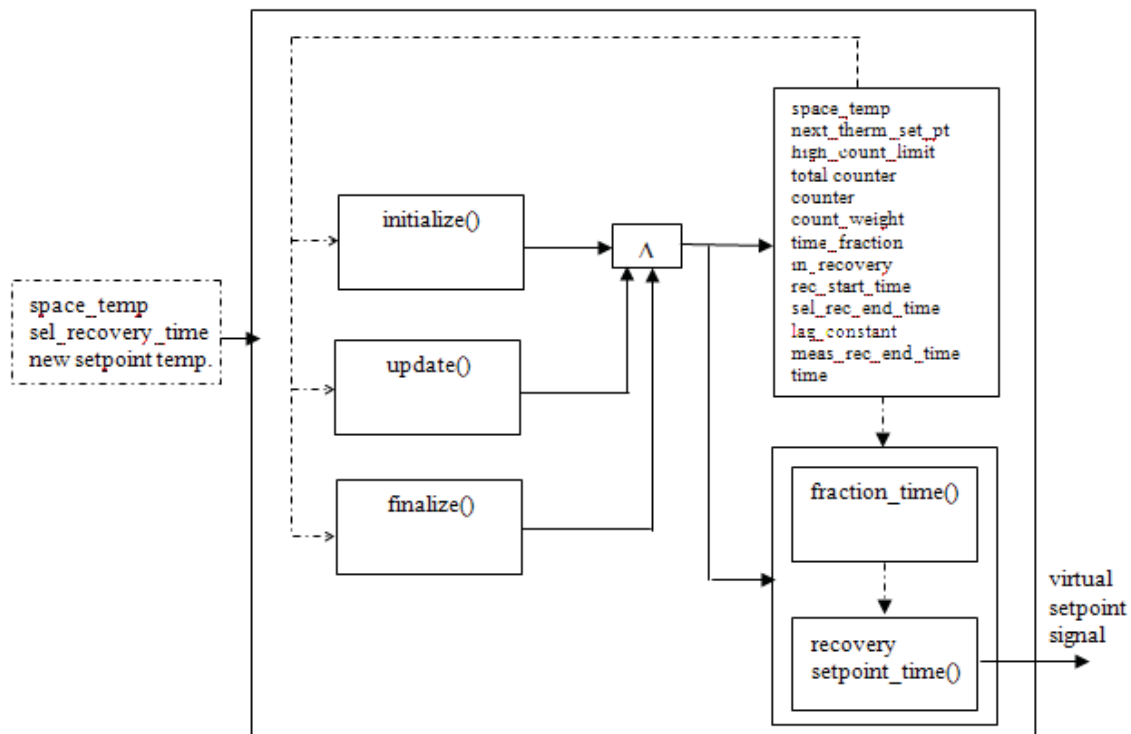 space_temp
sel_recovery_time
new setpoint temp.
initialize()
update()
finalize()
Λ
space_temp
next_therm_set_pt
high_count_limit
total counter
counter
count_weight
time_fraction
in_recovery
rec_start_time
sel_rec_end_time
lag_constant
meas_rec_end_time
time
fraction_time()
recovery
setpoint_time()
virtual
setpoint
signal